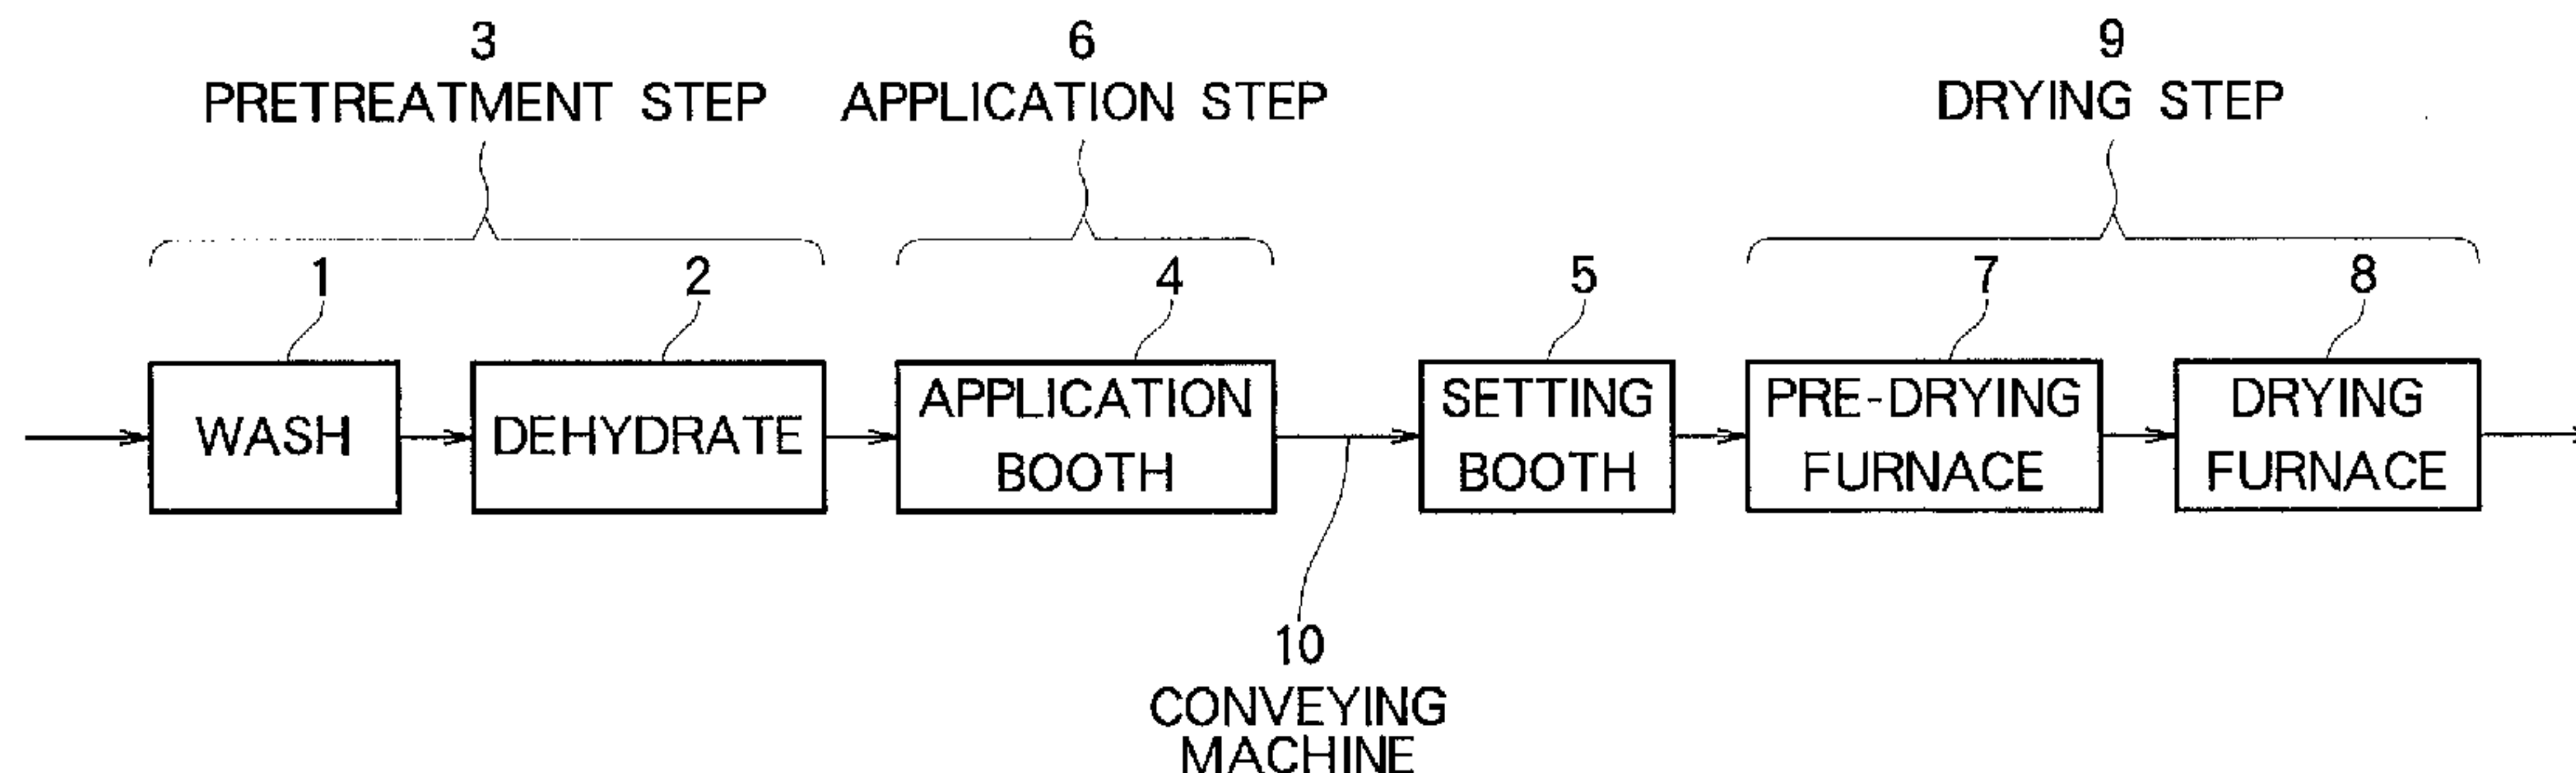 3
PRETREATMENT STEP
6
APPLICATION STEP
9
DRYING STEP
1
2
4
5
7
8
WASH
DEHYDRATE
APPLICATION
BOOTH
SETTING
BOOTH
PRE-DRYING
FURNACE
DRYING
FURNACE
10
CONVEYING
MACHINE